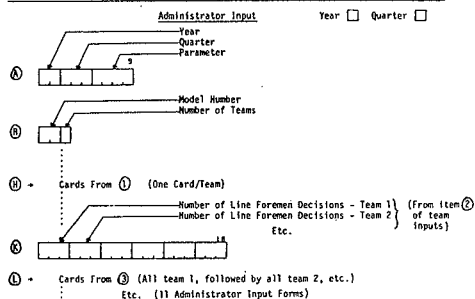 Administrator Input Year Quarter
Year
Quarter
Parameter
9
A
Model Number
Number of Teams
B
H → Cards From 1 (One Card/Team)
Number of Line Foremen Decisions - Team 1 (From item 2
Number of Line Foremen Decisions - Team 2 of team
Etc. inputs)
18
K
L → Cards From 3 (All team 1, followed by all team 2, etc.)
Etc. (11 Administrator Input Forms)